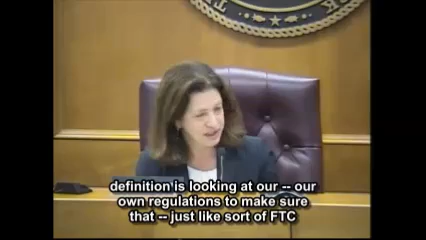 definition is looking at our -- our
own regulations to make sure
that -- just like sort of FTC